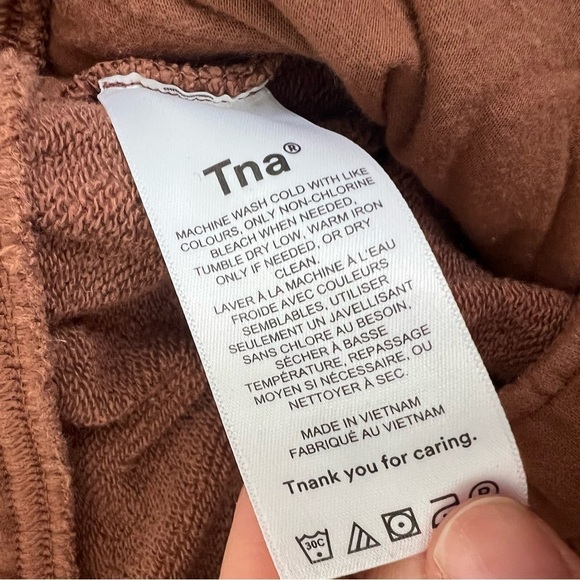 Tna®
MACHINE WASH COLD WITH LIKE
COLOURS, ONLY NON-CHLORINE
BLEACH WHEN NEEDED,
TUMBLE DRY LOW, WARM IRON
ONLY IF NEEDED, OR DRY
CLEAN.
LAVER À LA MACHINE À L'EAU
FROIDE AVEC COULEURS
SEMBLABLES, UTILISER
SEULEMENT UN JAVELLISANT
SANS CHLORE AU BESOIN,
SÉCHER À BASSE
TEMPÉRATURE, REPASSAGE
MOYEN SI NÉCESSAIRE, OU
NETTOYER À SEC.
MADE IN VIETNAM
FABRIQUÉ AU VIETNAM
Tnank you for caring.
30C